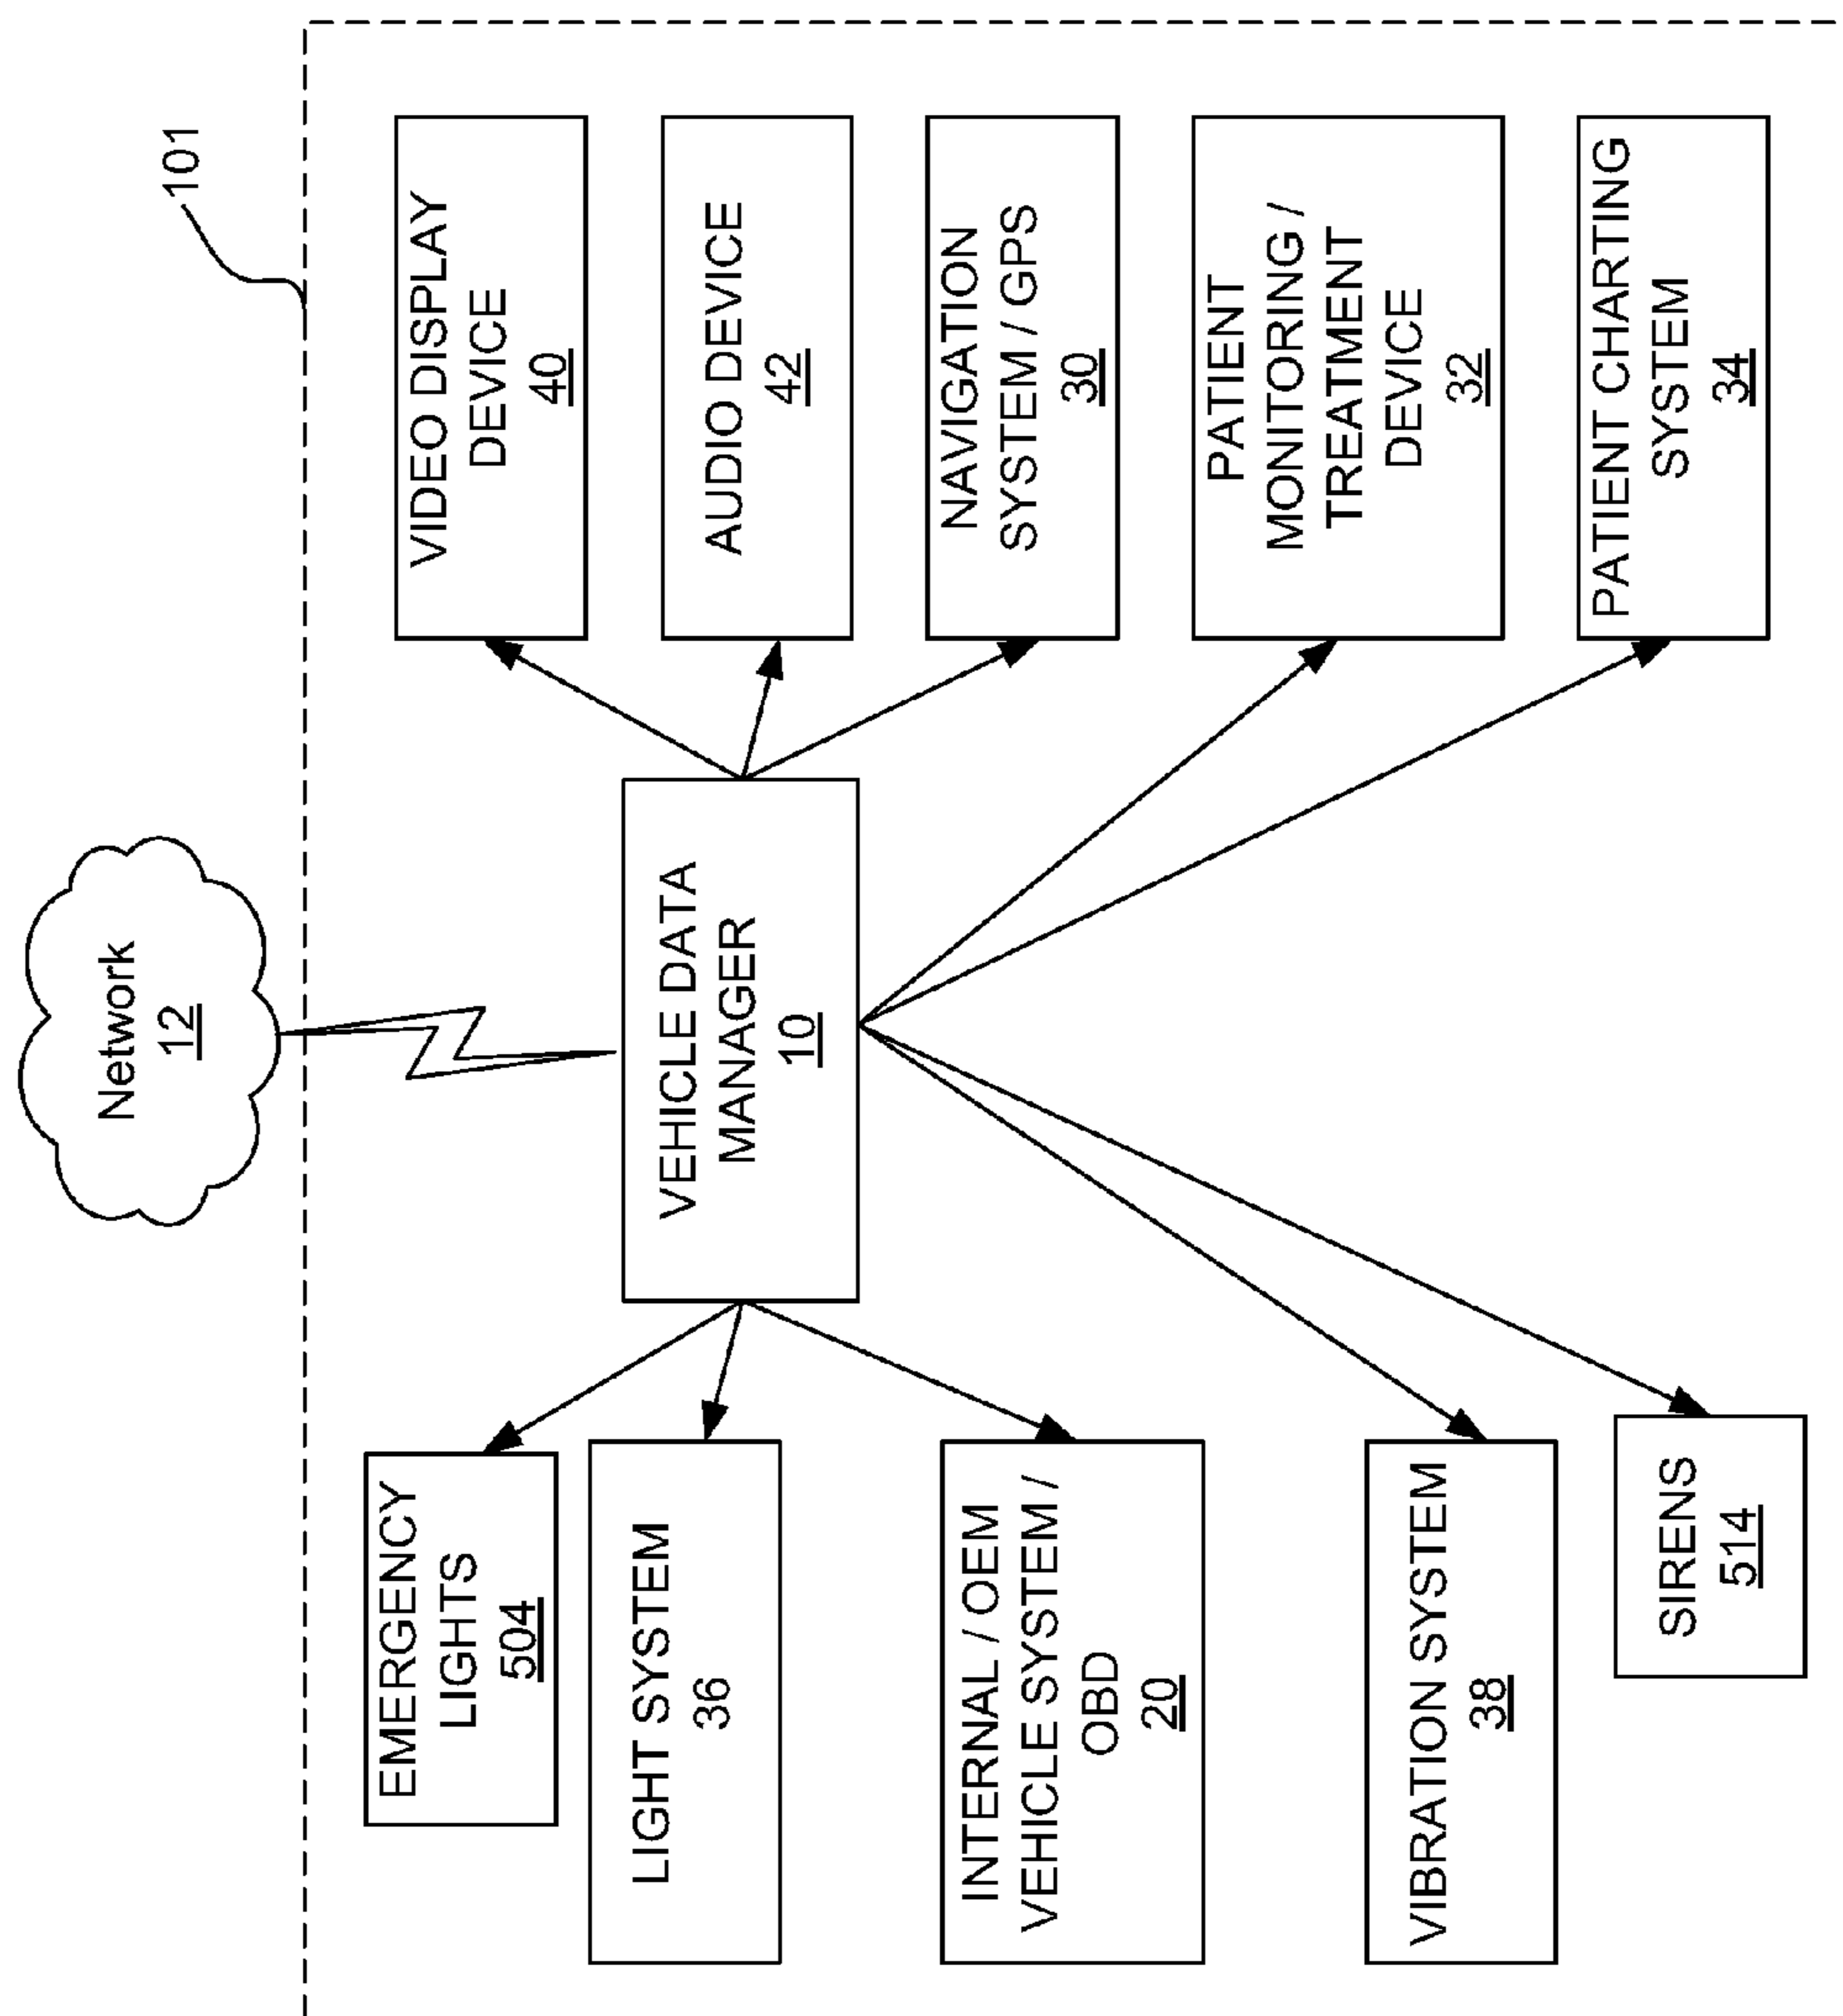 Network
12
101
EMERGENCY
LIGHTS
504
LIGHT SYSTEM
36
INTERNAL / OEM
VEHICLE SYSTEM /
OBD
20
VIBRATION SYSTEM
38
SIRENS
514
VEHICLE DATA
MANAGER
10
VIDEO DISPLAY
DEVICE
40
AUDIO DEVICE
42
NAVIGATION
SYSTEM / GPS
30
PATIENT
MONITORING /
TREATMENT
DEVICE
32
PATIENT CHARTING
SYSTEM
34